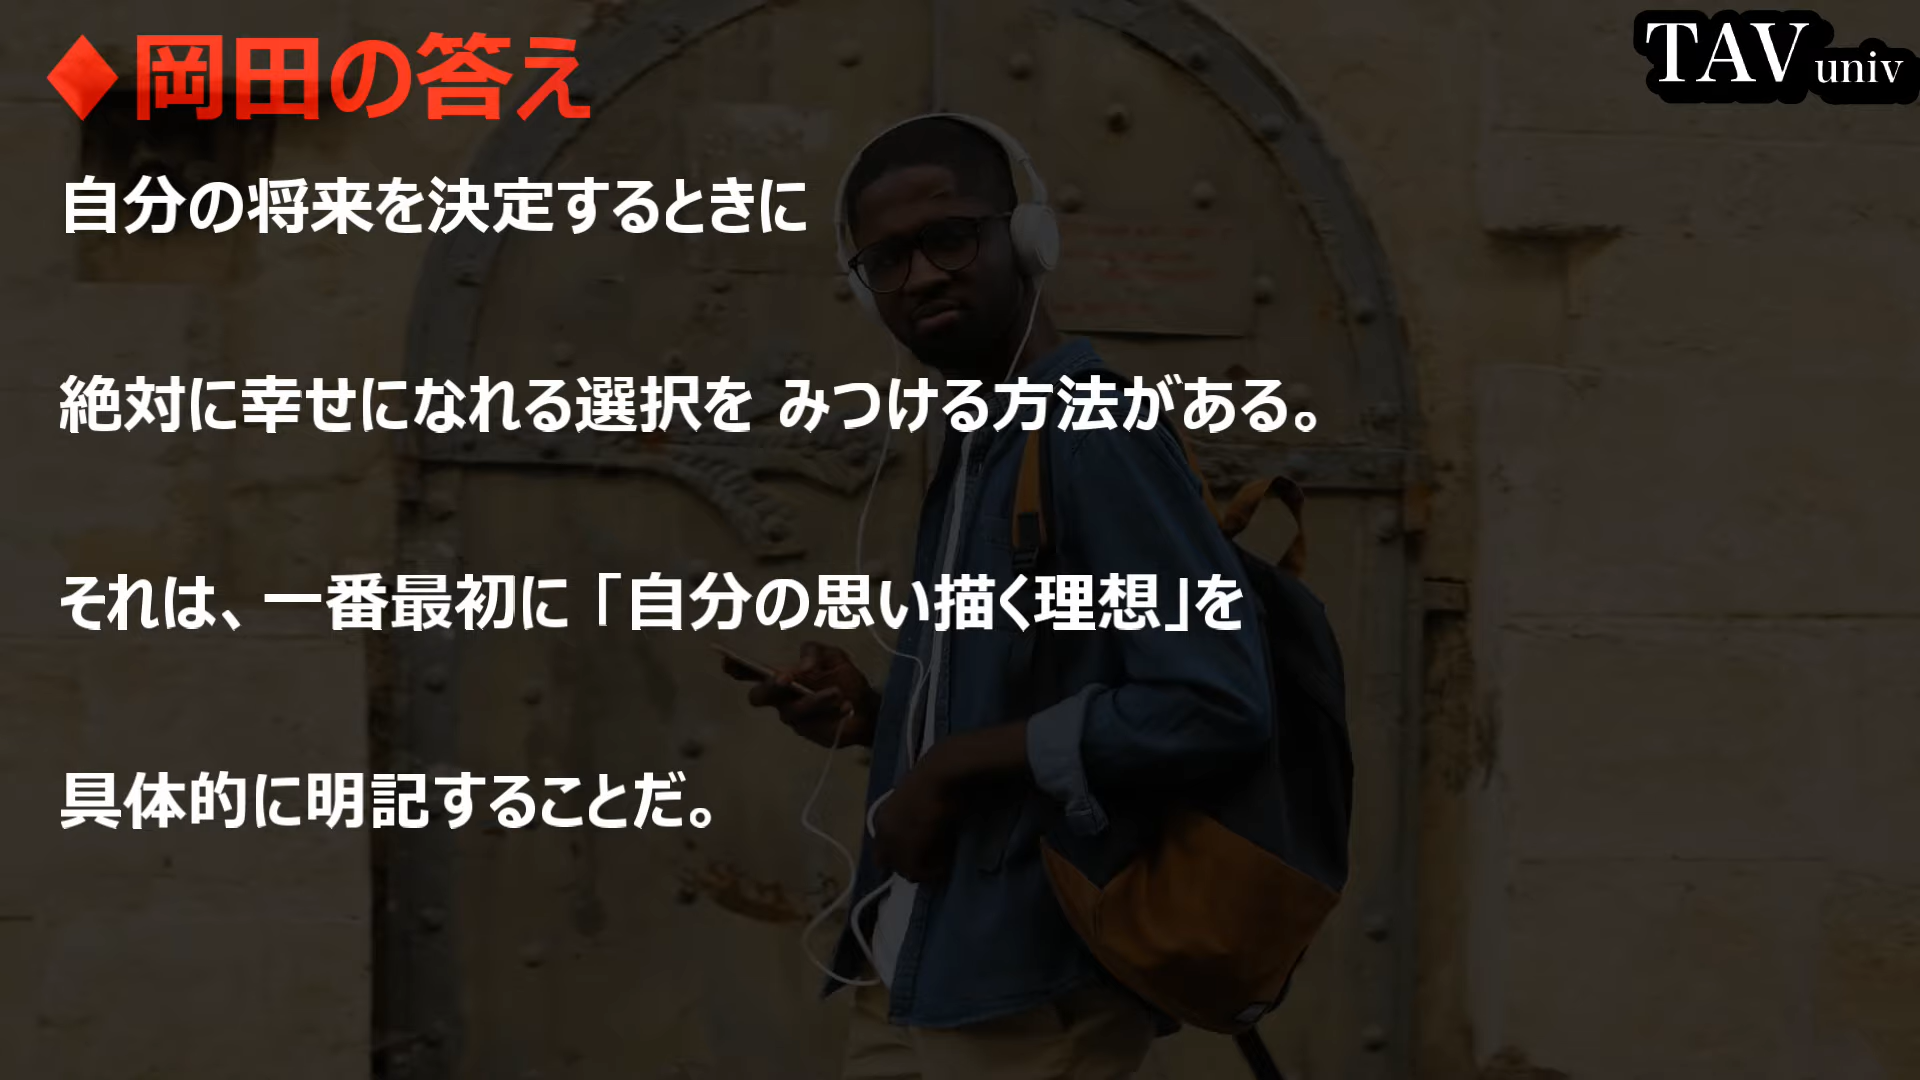 ♦岡田の答え
TAV univ
自分の将来を決定するときに
絶対に幸せになれる選択を みつける方法がある。
それは、一番最初に「自分の思い描く理想」を
具体的に明記することだ。